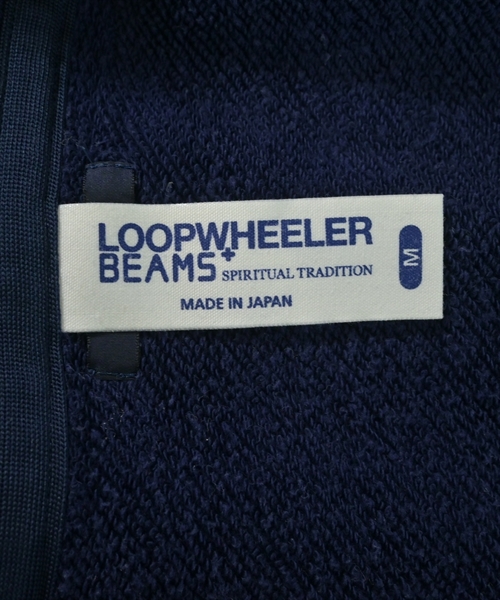 LOOPWHEELER
BEAMS+ SPIRITUAL TRADITION
MADE IN JAPAN
M